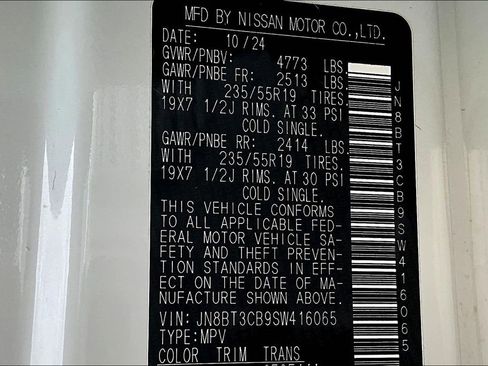 MFD BY NISSAN MOTOR CO.,LTD.
DATE: 10/24
GVWR/PNBV: 4773 LBS.
GAWR/PNBE FR: 2513 LBS.
WITH 235/55R19 TIRES.
19X7 1/2J RIMS. AT 33 PSI
COLD SINGLE.
GAWR/PNBE RR: 2414 LBS.
WITH 235/55R19 TIRES.
19X7 1/2J RIMS. AT 30 PSI
COLD SINGLE.
THIS VEHICLE CONFORMS
TO ALL APPLICABLE FED-
ERAL MOTOR VEHICLE SA-
FETY AND THEFT PREVEN-
TION STANDARDS IN EFF-
ECT ON THE DATE OF MA-
NUFACTURE SHOWN ABOVE.
VIN: JN8BT3CB9SW416065
TYPE: MPV
COLOR TRIM TRANS
JN8BT3CB9SW416065